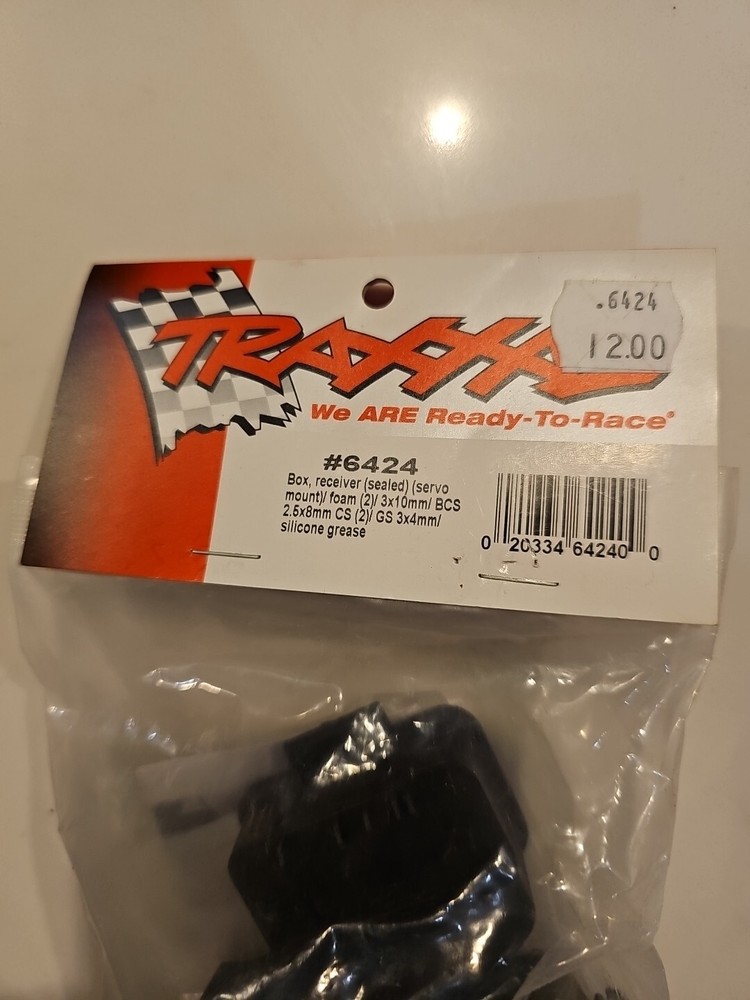 .6424
12.00
TRAXXA
We ARE Ready-To-Race®
#6424
Box, receiver (sealed) (servo
mount)/ foam (2)/ 3x10mm/ BCS
2.5x8mm CS (2)/ GS 3x4mm/
silicone grease
0 20334 64240 0